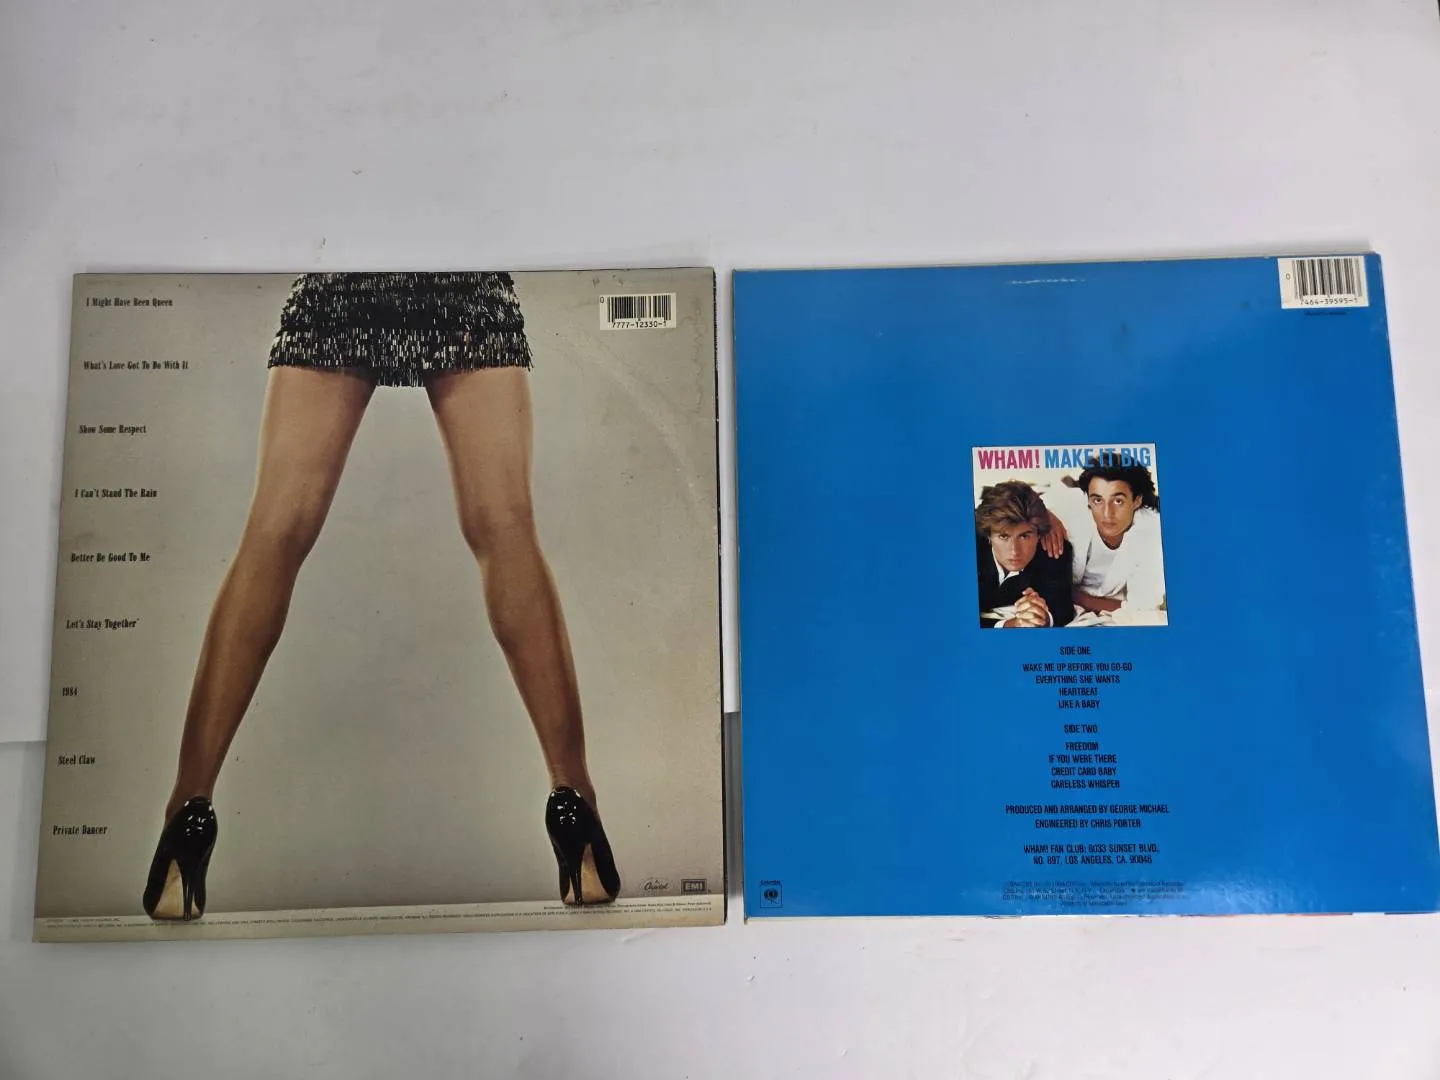 I Might Have Been Queen
What's Love Got To Do With It
Show Some Respect
I Can't Stand The Rain
Better Be Good To Me
Let's Stay Together
1984
Steel Claw
Private Dancer
0
7777-12330-1
Capitol
EMI
0
7464-39595-1
WHAM! MAKE IT BIG
SIDE ONE
WAKE ME UP BEFORE YOU GO-GO
EVERYTHING SHE WANTS
HEARTBEAT
LIKE A BABY
SIDE TWO
FREEDOM
IF YOU WERE THERE
CREDIT CARD BABY
CARELESS WHISPER
PRODUCED AND ARRANGED BY GEORGE MICHAEL
ENGINEERED BY CHRIS PORTER
WHAM! FAN CLUB: 6033 SUNSET BLVD.,
NO. 897, LOS ANGELES, CA. 90046